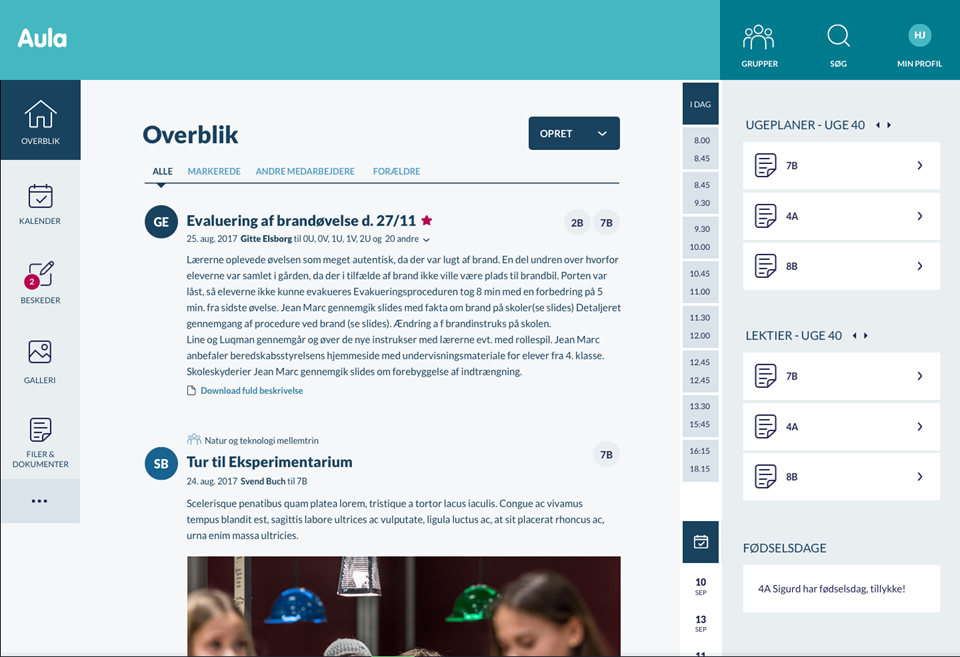 Aula
GRUPPER
SØG
HJ
MIN PROFIL
OVERBLIK
KALENDER
2
BESKEDER
GALLERI
FILER &
DOKUMENTER
Overblik
OPRET
ALLE
MARKEREDE
ANDRE MEDARBEJDERE
FORÆLDRE
GE
Evaluering af brandøvelse d. 27/11
2B
7B
25. aug. 2017 Gitte Elsborg til 0U, 0V, 1U, 1V, 2U og 20 andre
Lærerne oplevede øvelsen som meget autentisk, da der var lugt af brand. En del undren over hvorfor
eleverne var samlet i gården, da der i tilfælde af brand ikke ville være plads til brandbil. Porten var
låst, så eleverne ikke kunne evakueres Evakueringsproceduren tog 8 min med en forbedring på 5
min. fra sidste øvelse. Jean Marc gennemgik slides med fakta om brand på skoler(se slides) Detaljeret
gennemgang af procedure ved brand (se slides). Ændring a f brandinstruks på skolen.
Line og Luqman gennemgår og øver de nye instrukser med lærerne evt. med rollespil. Jean Marc
anbefaler beredskabsstyrelsens hjemmeside med undervisningsmateriale for elever fra 4. klasse.
Skoleskyderier Jean Marc gennemgik slides om forebyggelse af indtrængning.
Download fuld beskrivelse
Natur og teknologi mellemtrin
SB
Tur til Eksperimentarium
7B
24. aug. 2017 Svend Buch til 7B
Scelerisque penatibus quam platea lorem, tristique a tortor lacus iaculis. Congue ac vivamus
tempus blandit est, sagittis labore ultrices ac vulputate, ligula luctus ac, at sit placerat rhoncus ac,
urna enim massa ultricies.
I DAG
8.00
8.45
8.45
9.30
9.30
10.00
10.45
11.00
11.30
12.00
12.45
12.45
13.30
15:45
16:15
18.15
10
SEP
13
SEP
UGEPLANER - UGE 40
7B
4A
8B
LEKTIER - UGE 40
7B
4A
8B
FØDSELSDAGE
4A Sigurd har fødselsdag, tillykke!